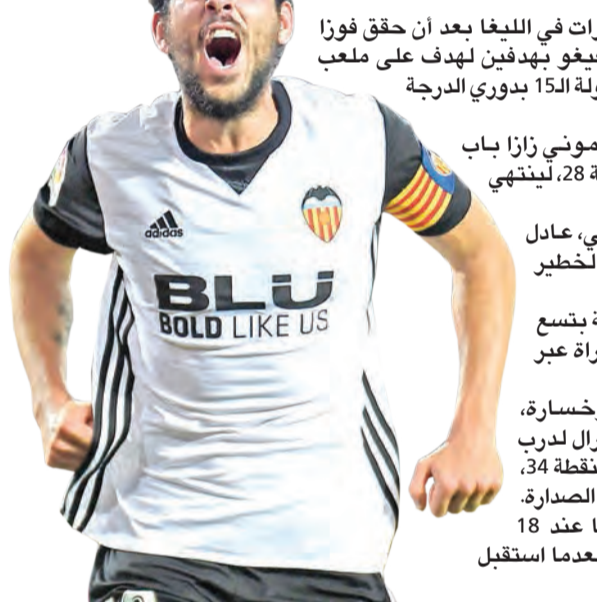 رات في الليغا بعد أن حقق فوزا
فيغو بهدفين لهدف على ملعب
ولة الـ15 بدوري الدرجة
موني زازا باب
ة 28، لينتهي
ي، عادل
لخطير
ة بتسع
راة عبر
خسارة،
رال لدرب
نقطة 34،
الصدارة.
ا عند 18
عدما استقبل
adidas
BLU
BOLD LIKE US